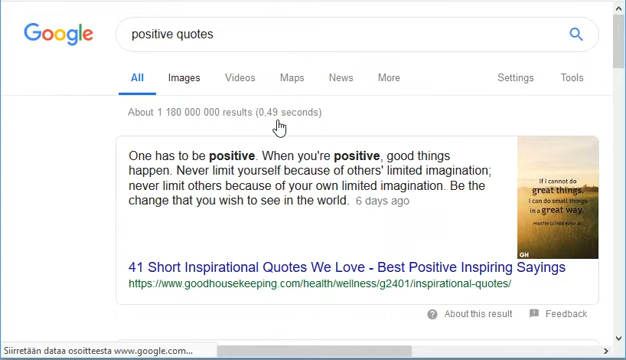 Google
positive quotes
All Images Videos Maps News More Settings Tools
About 1 180 000 000 results (0,49 seconds)
One has to be positive. When you're positive, good things
happen. Never limit yourself because of others' limited imagination;
never limit others because of your own limited imagination. Be the
change that you wish to see in the world. 6 days ago
IF I CANNOT DO
great things,
I CAN DO SMALL THINGS
IN A great way.
MARTIN LUTHER KING JR.
GH
41 Short Inspirational Quotes We Love - Best Positive Inspiring Sayings
https://www.goodhousekeeping.com/health/wellness/g2401/inspirational-quotes/
About this result Feedback
Siirretään dataa osoitteesta www.google.com...